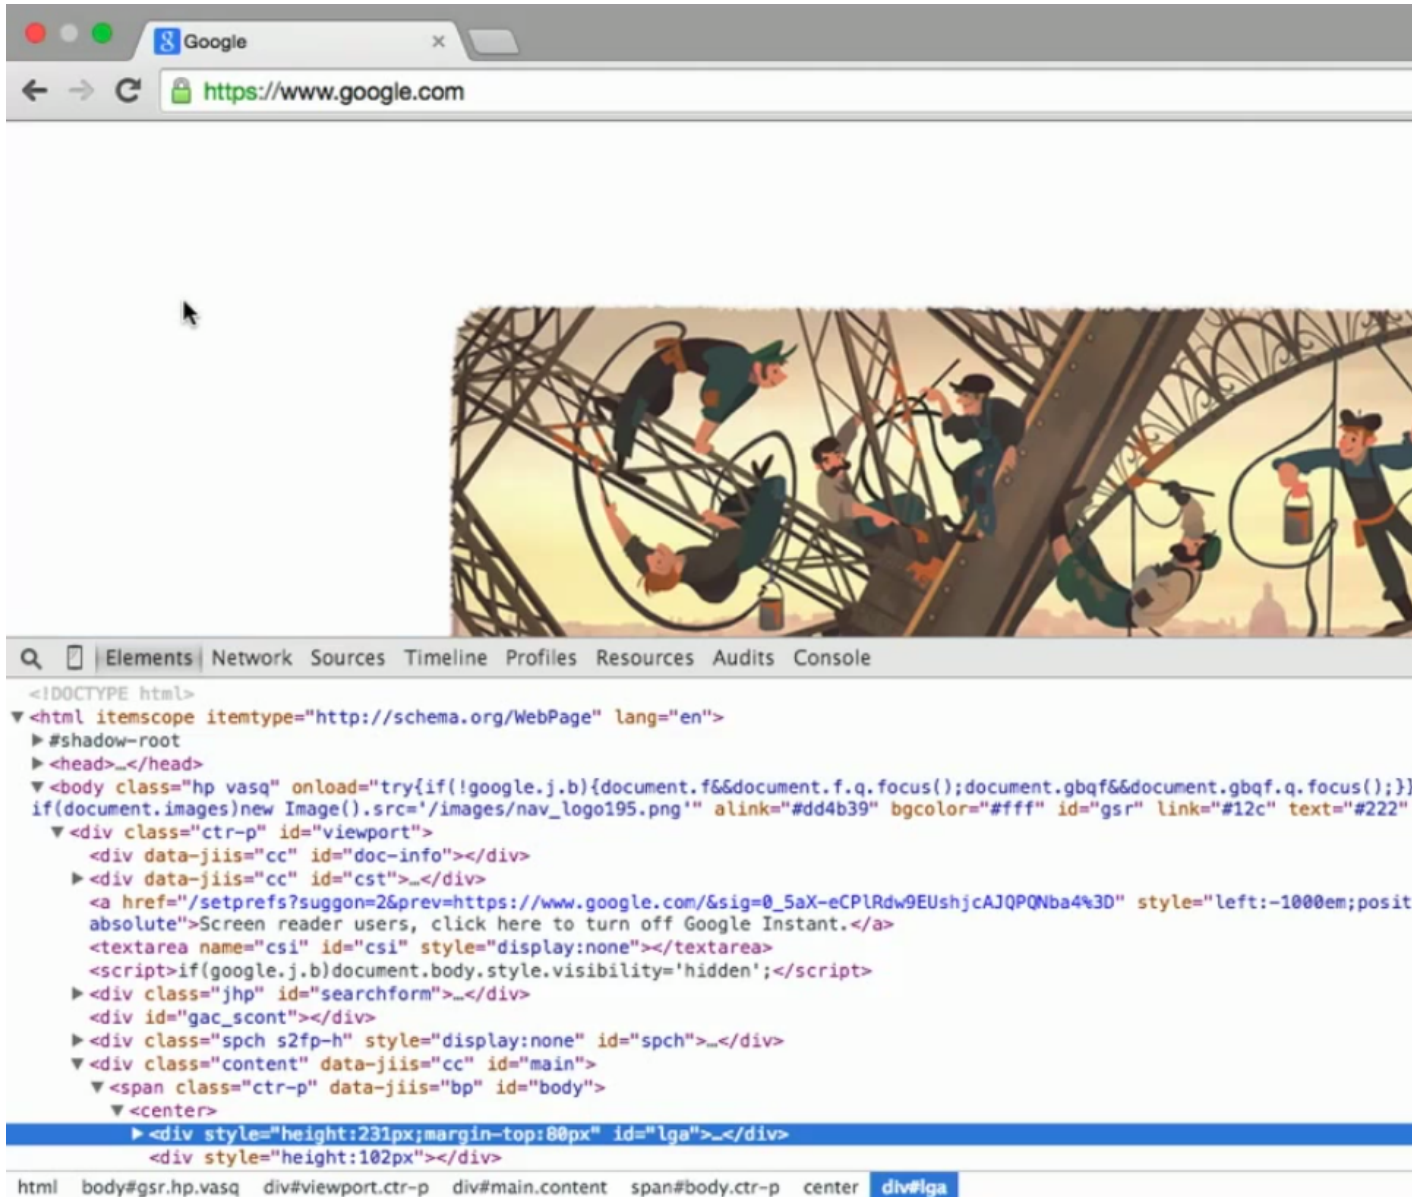 Google
https://www.google.com
Elements Network Sources Timeline Profiles Resources Audits Console
<!DOCTYPE html>
<html itemscope itemtype="http://schema.org/WebPage" lang="en">
#shadow-root
<head>…</head>
<body class="hp vasq" onload="try{if(!google.j.b){document.f&&document.f.q.focus();document.gbqf&&document.gbqf.q.focus();}}
if(document.images)new Image().src='/images/nav_logo195.png'" alink="#dd4b39" bgcolor="#fff" id="gsr" link="#12c" text="#222"
<div class="ctr-p" id="viewport">
<div data-jiis="cc" id="doc-info"></div>
<div data-jiis="cc" id="cst">…</div>
<a href="/setprefs?suggon=2&prev=https://www.google.com/&sig=0_5aX-eCPlRdw9EUshjcAJQPQNba4%3D" style="left:-1000em;posit
absolute">Screen reader users, click here to turn off Google Instant.</a>
<textarea name="csi" id="csi" style="display:none"></textarea>
<script>if(google.j.b)document.body.style.visibility='hidden';</script>
<div class="jhp" id="searchform">…</div>
<div id="gac_scont"></div>
<div class="spch s2fp-h" style="display:none" id="spch">…</div>
<div class="content" data-jiis="cc" id="main">
<span class="ctr-p" data-jiis="bp" id="body">
<center>
<div style="height:231px;margin-top:80px" id="lga">…</div>
<div style="height:102px"></div>
html body#gsr.hp.vasq div#viewport.ctr-p div#main.content span#body.ctr-p center div#lga